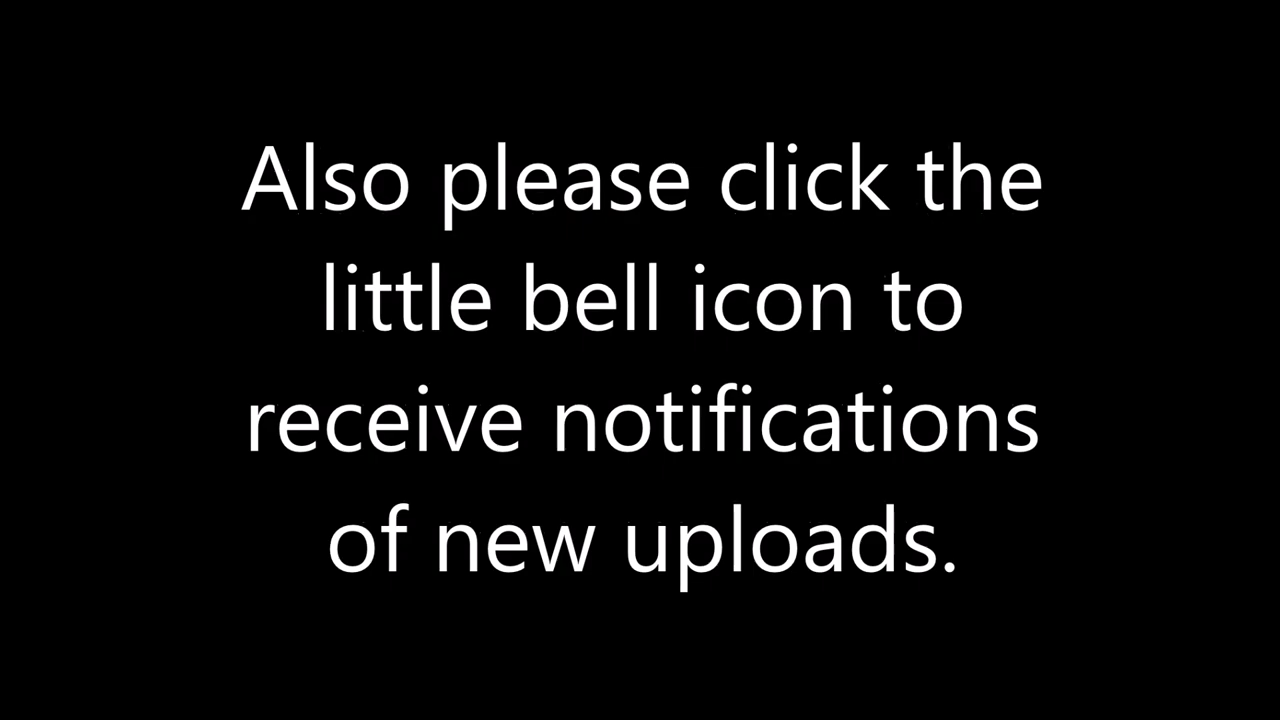 Also please click the
little bell icon to
receive notifications
of new uploads.